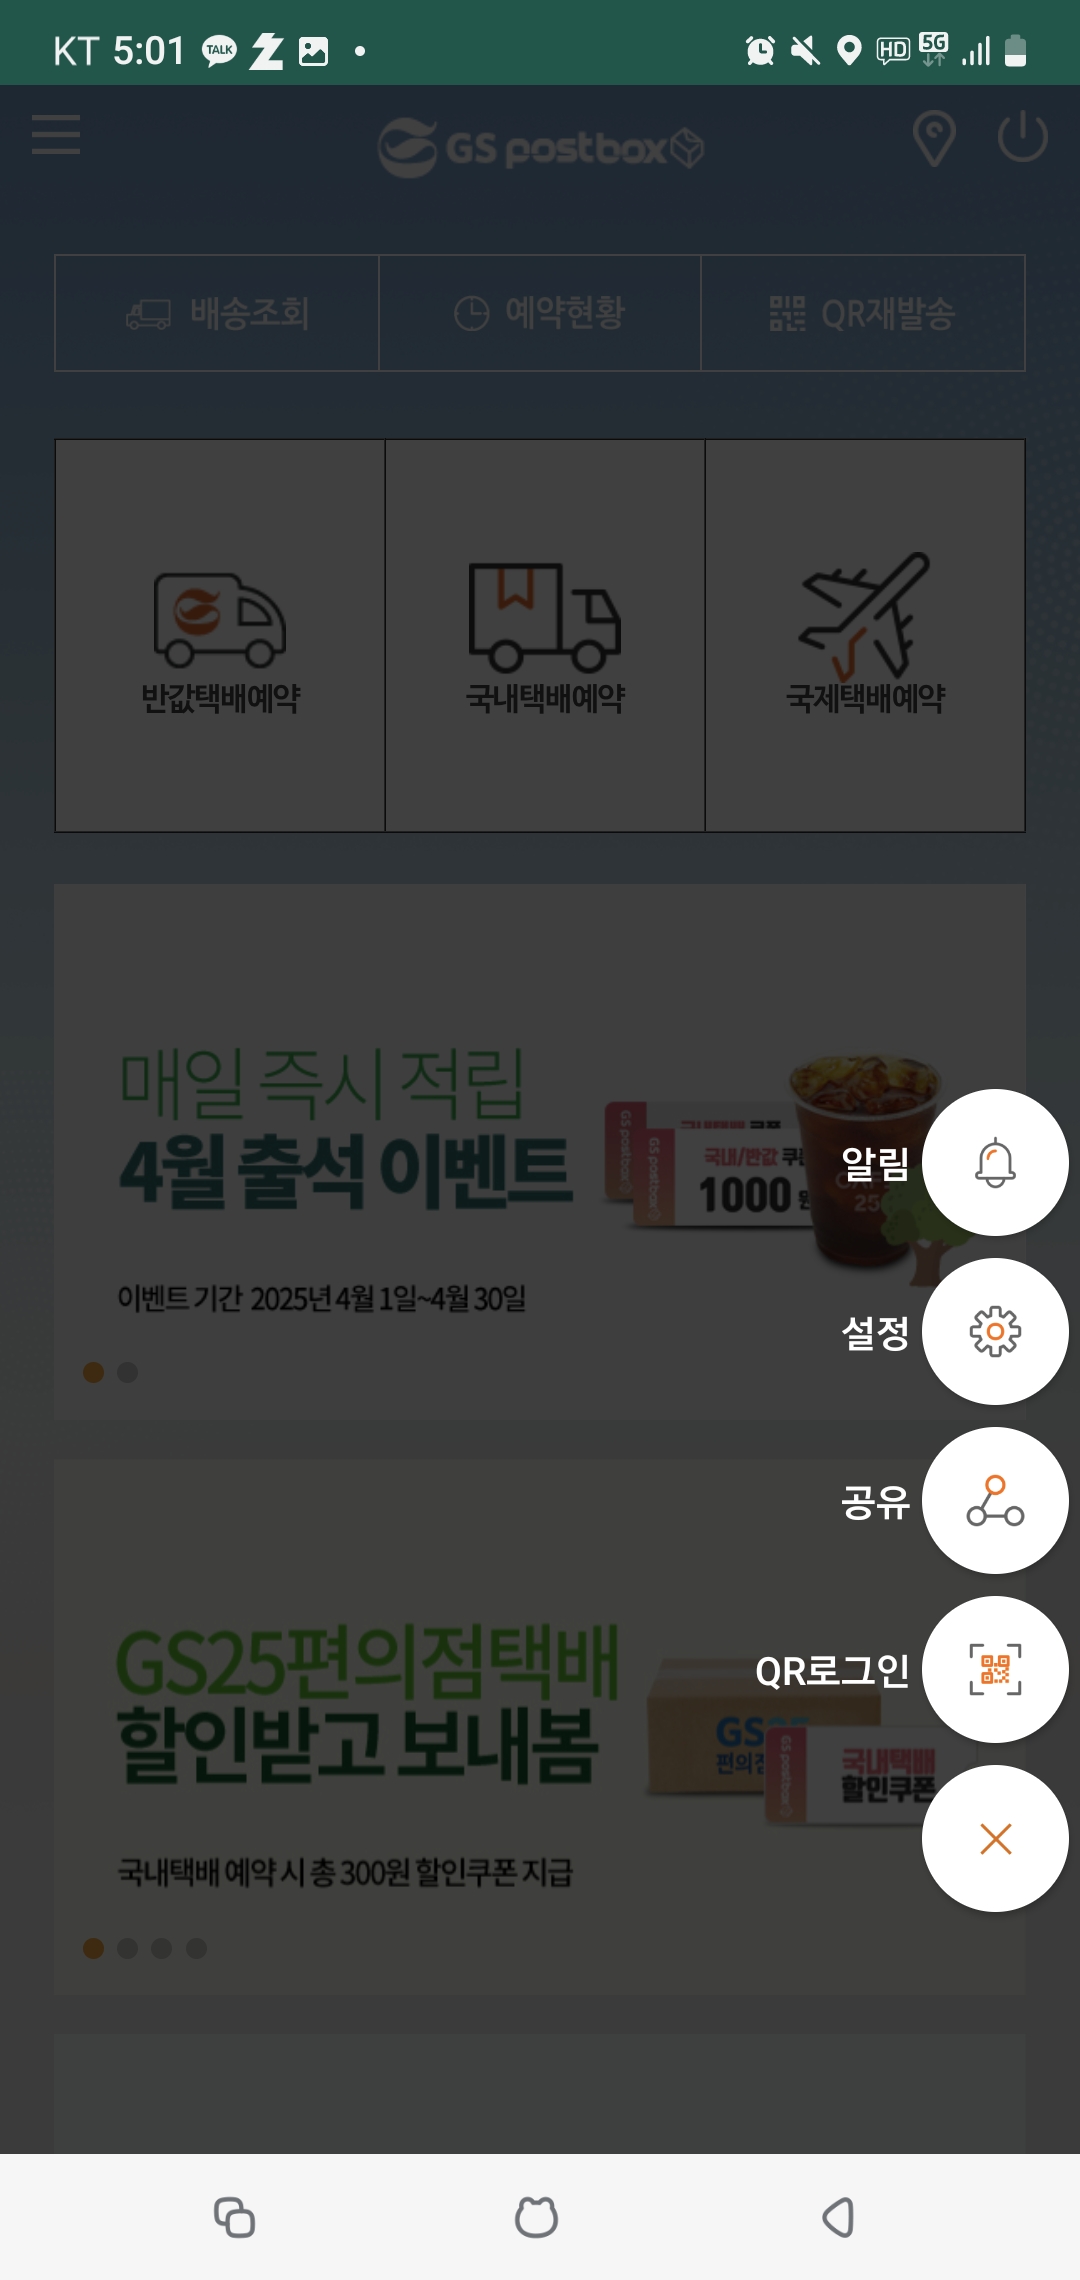 KT 5:01 TALK HD 5G
GS postbox
배송조회 예약현황 QR재발송
반값택배예약 국내택배예약 국제택배예약
매일 즉시 적립
4월 출석 이벤트
GS postbox
국내/반값 쿠폰
GS postbox
1000 원
25
이벤트 기간 2025년 4월 1일~4월 30일
알림
설정
공유
QR로그인
GS25편의점택배
할인받고 보내봄
GS25
편의점
GS postbox
국내택배
할인쿠폰
국내택배 예약 시 총 300원 할인쿠폰 지급